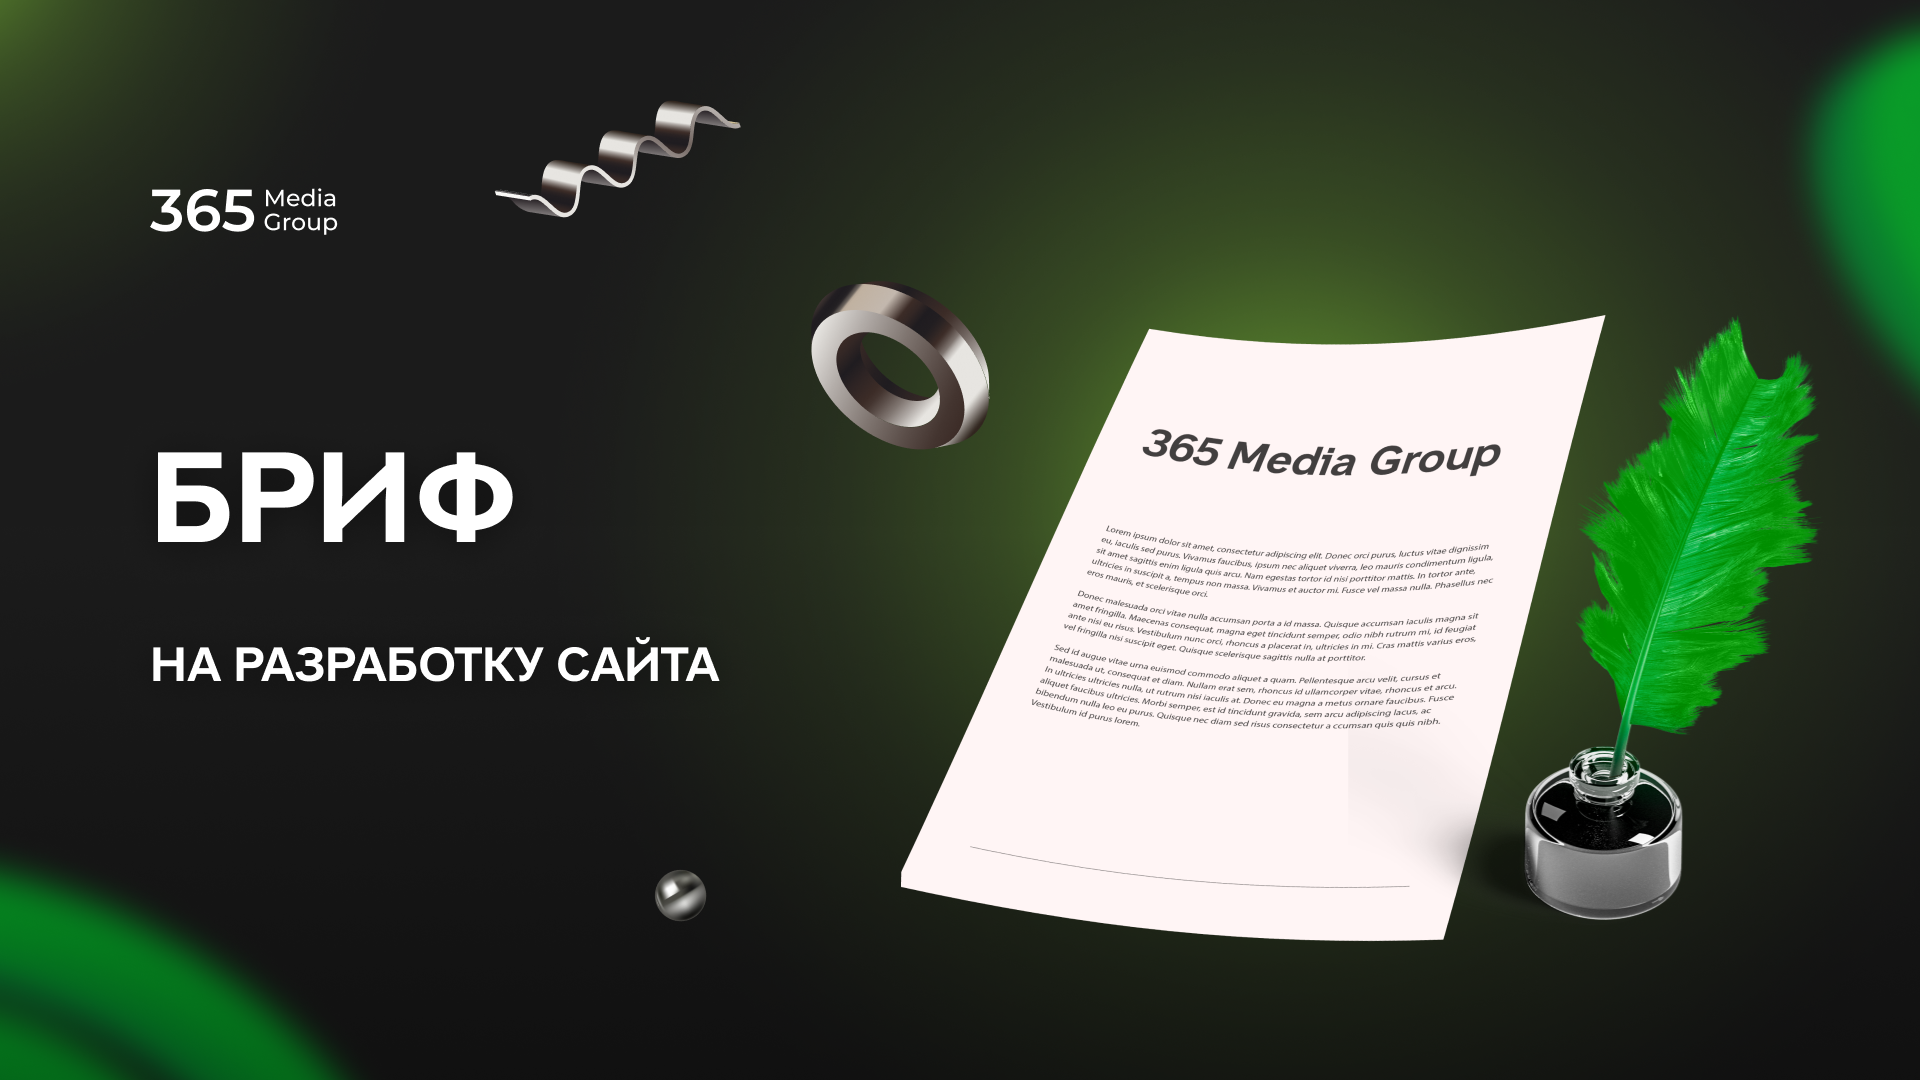 365 Media
Group
БРИФ
НА РАЗРАБОТКУ САЙТА
365 Media Group
Lorem ipsum dolor sit amet, consectetur adipiscing elit. Donec orci purus, luctus vitae dignissim
eu, iaculis sed purus. Vivamus faucibus, ipsum nec aliquet viverra, leo mauris condimentum ligula,
sit amet sagittis enim ligula quis arcu. Nam egestas tortor id nisi porttitor mattis. In tortor ante,
ultricies in suscipit a, tempus non massa. Vivamus et auctor mi. Fusce vel massa nulla. Phasellus nec
eros mauris, et scelerisque orci.
Donec malesuada orci vitae nulla accumsan porta a id massa. Quisque accumsan iaculis magna sit
amet fringilla. Maecenas consequat, magna eget tincidunt semper, odio nibh rutrum mi, id feugiat
ante nisi eu risus. Vestibulum nunc orci, rhoncus a placerat in, ultricies in mi. Cras mattis varius eros,
vel fringilla nisi suscipit eget. Quisque scelerisque sagittis nulla at porttitor.
Sed id augue vitae urna euismod commodo aliquet a quam. Pellentesque arcu velit, cursus et
malesuada ut, consequat et diam. Nullam erat sem, rhoncus id ullamcorper vitae, rhoncus et arcu.
In ultricies ultricies nulla, ut rutrum nisi iaculis at. Donec eu magna a metus ornare faucibus. Fusce
aliquet faucibus ultricies. Morbi semper, est id tincidunt gravida, sem arcu adipiscing lacus, ac
bibendum nulla leo eu purus. Quisque nec diam sed risus consectetur a ccumsan quis quis nibh.
Vestibulum id purus lorem.